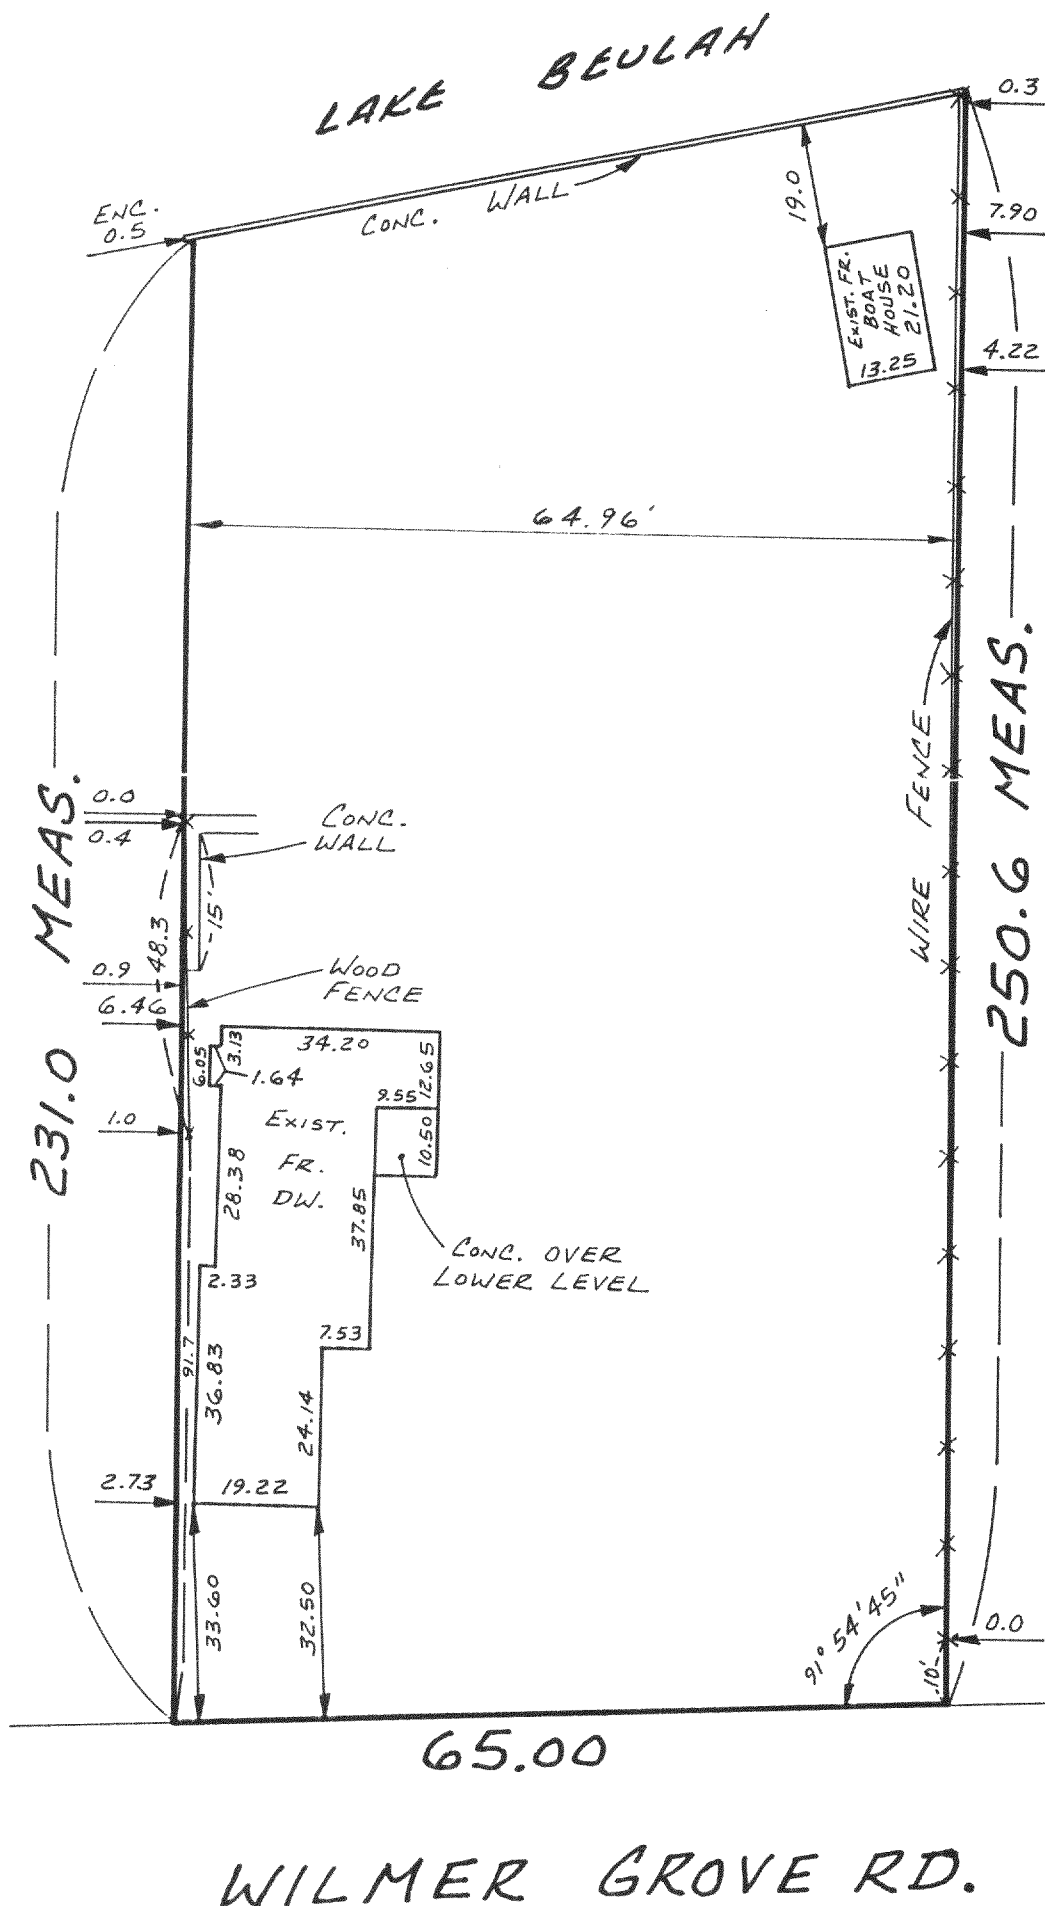 LAKE BEULAH
0.3
ENC.
0.5
CONC. WALL
19.0
7.90
EXIST. FR.
BOAT
HOUSE
21.20
13.25
4.22
64.96'
WIRE FENCE
250.6 MEAS.
231.0 MEAS.
0.0
0.4
CONC.
WALL
15'
48.3
0.9
WOOD
FENCE
6.46
34.20
3.13
6.05
1.64
12.65
9.55
10.50
1.0
EXIST.
FR.
DW.
28.38
37.85
CONC. OVER
LOWER LEVEL
2.33
7.53
91.7
36.83
24.14
2.73
19.22
33.60
32.50
91° 54' 45"
0.0
.10'
65.00
WILMER GROVE RD.